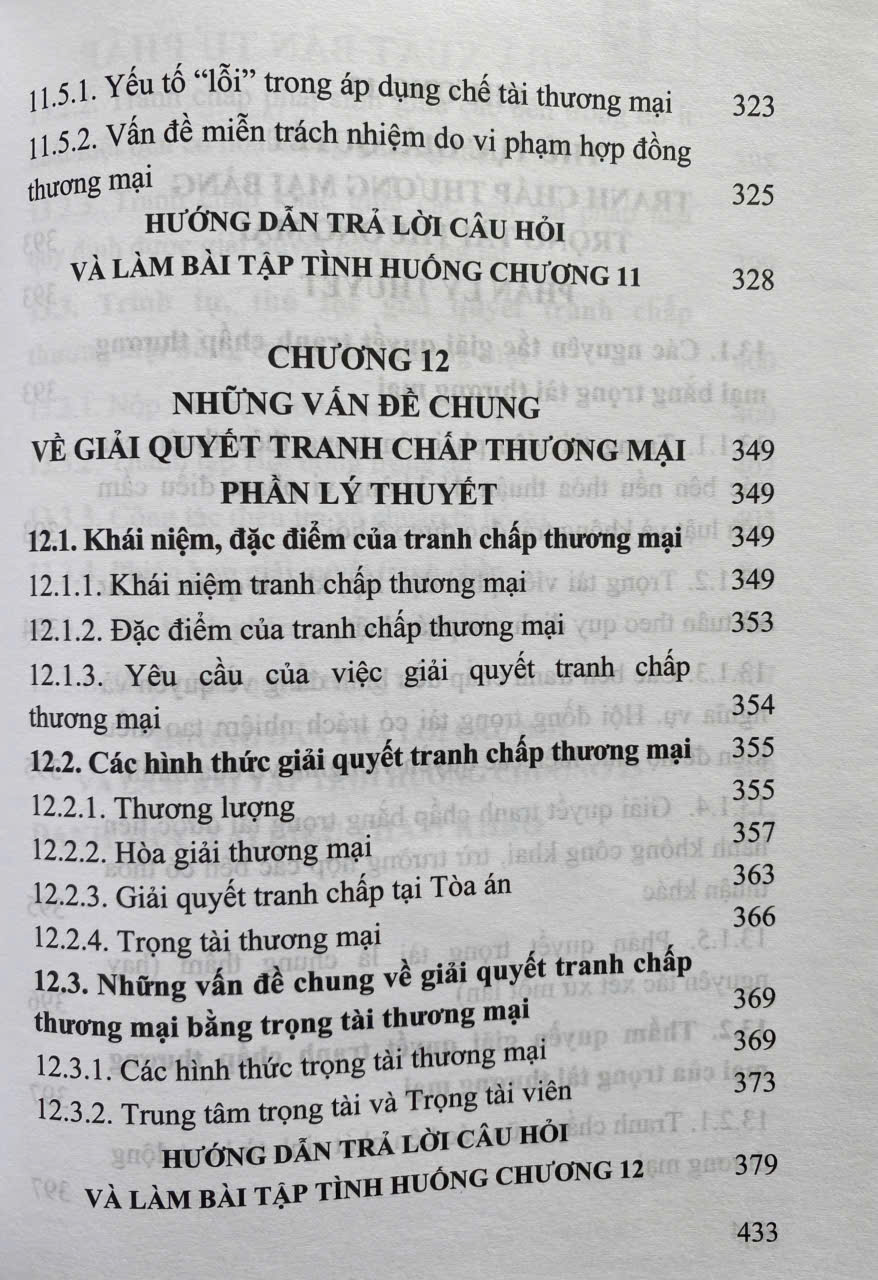 11.5.1. Yếu tố “lỗi” trong áp dụng chế tài thương mại 323
11.5.2. Vấn đề miễn trách nhiệm do vi phạm hợp đồng
thương mại 325
HƯỚNG DẪN TRẢ LỜI CÂU HỎI
VÀ LÀM BÀI TẬP TÌNH HUỐNG CHƯƠNG 11 328
CHƯƠNG 12
NHỮNG VẤN ĐỀ CHUNG
VỀ GIẢI QUYẾT TRANH CHẤP THƯƠNG MẠI 349
PHẦN LÝ THUYẾT 349
12.1. Khái niệm, đặc điểm của tranh chấp thương mại 349
12.1.1. Khái niệm tranh chấp thương mại 349
12.1.2. Đặc điểm của tranh chấp thương mại 353
12.1.3. Yêu cầu của việc giải quyết tranh chấp
thương mại 354
12.2. Các hình thức giải quyết tranh chấp thương mại 355
12.2.1. Thương lượng 355
12.2.2. Hòa giải thương mại 357
12.2.3. Giải quyết tranh chấp tại Tòa án 363
12.2.4. Trọng tài thương mại 366
12.3. Những vấn đề chung về giải quyết tranh chấp
thương mại bằng trọng tài thương mại 369
12.3.1. Các hình thức trọng tài thương mại 369
12.3.2. Trung tâm trọng tài và Trọng tài viên 373
HƯỚNG DẪN TRẢ LỜI CÂU HỎI
VÀ LÀM BÀI TẬP TÌNH HUỐNG CHƯƠNG 12 379
433